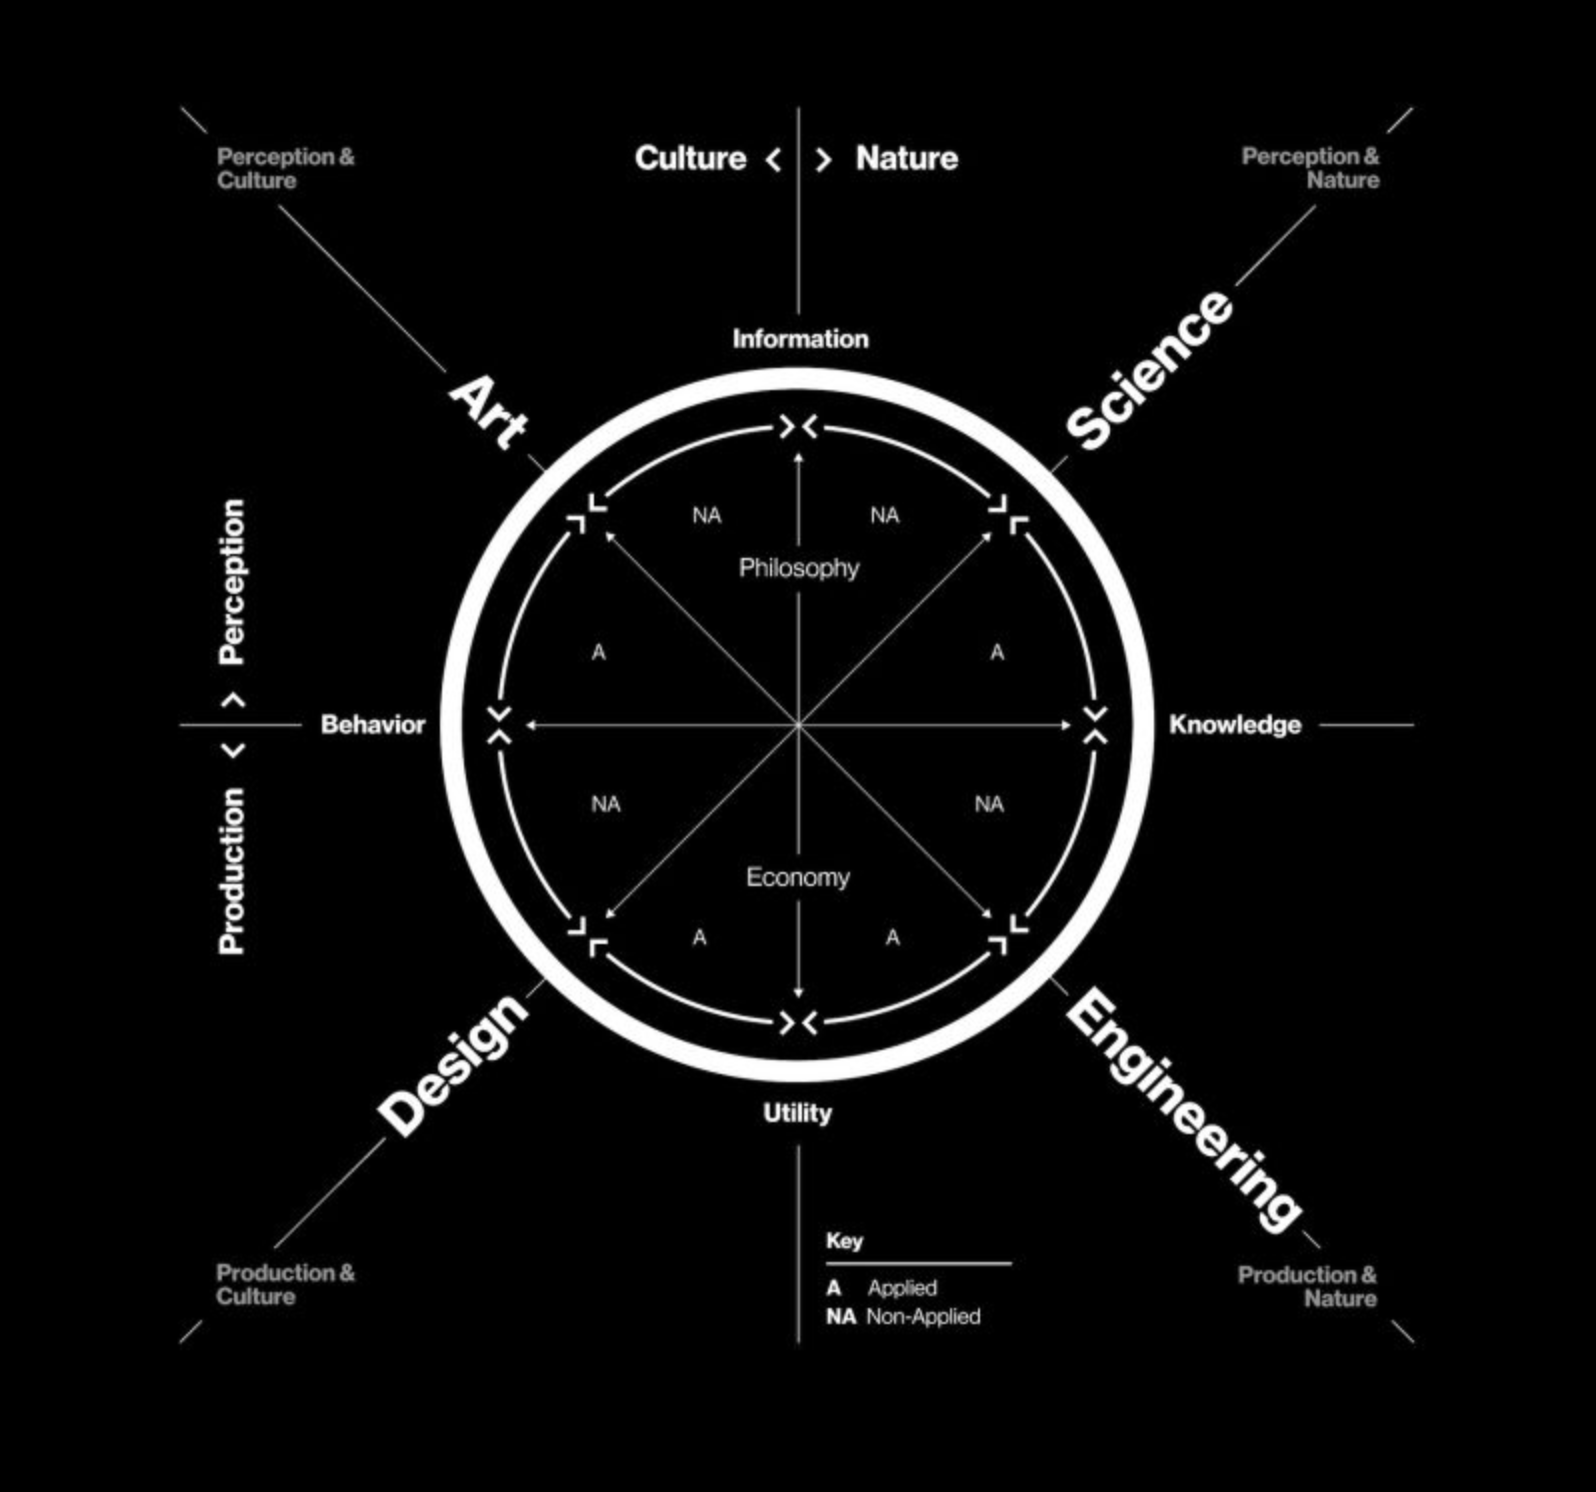 Culture < > Nature
Perception &
Culture
Perception &
Nature
Information
Art
Science
NA
NA
Philosophy
Perception
A
A
Behavior
Knowledge
Production
NA
NA
Economy
A
A
Design
Engineering
Utility
Key
A Applied
NA Non-Applied
Production &
Culture
Production &
Nature